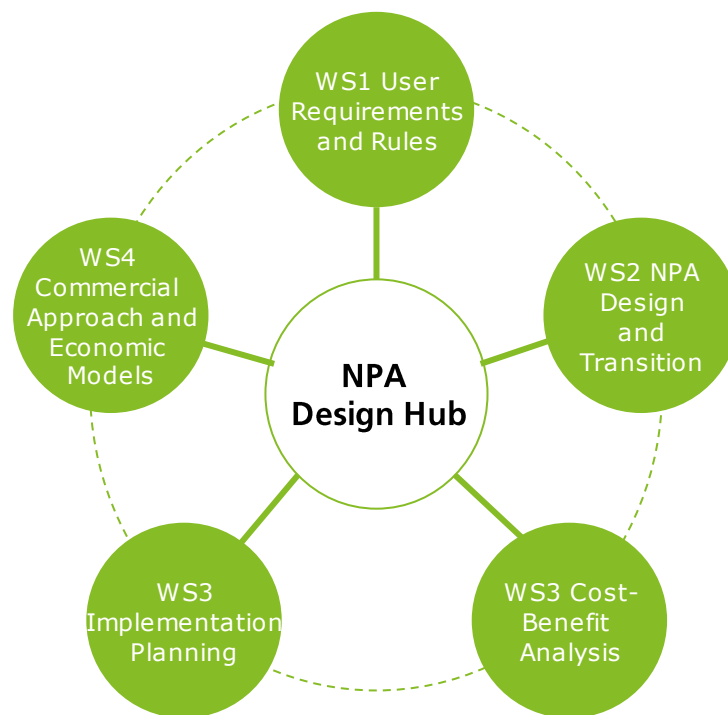 WS1 User
Requirements
and Rules
WS4
Commercial
Approach and
Economic
Models
WS2 NPA
Design
and
Transition
NPA
Design Hub
WS3
Implementation
Planning
WS3 Cost-
Benefit
Analysis